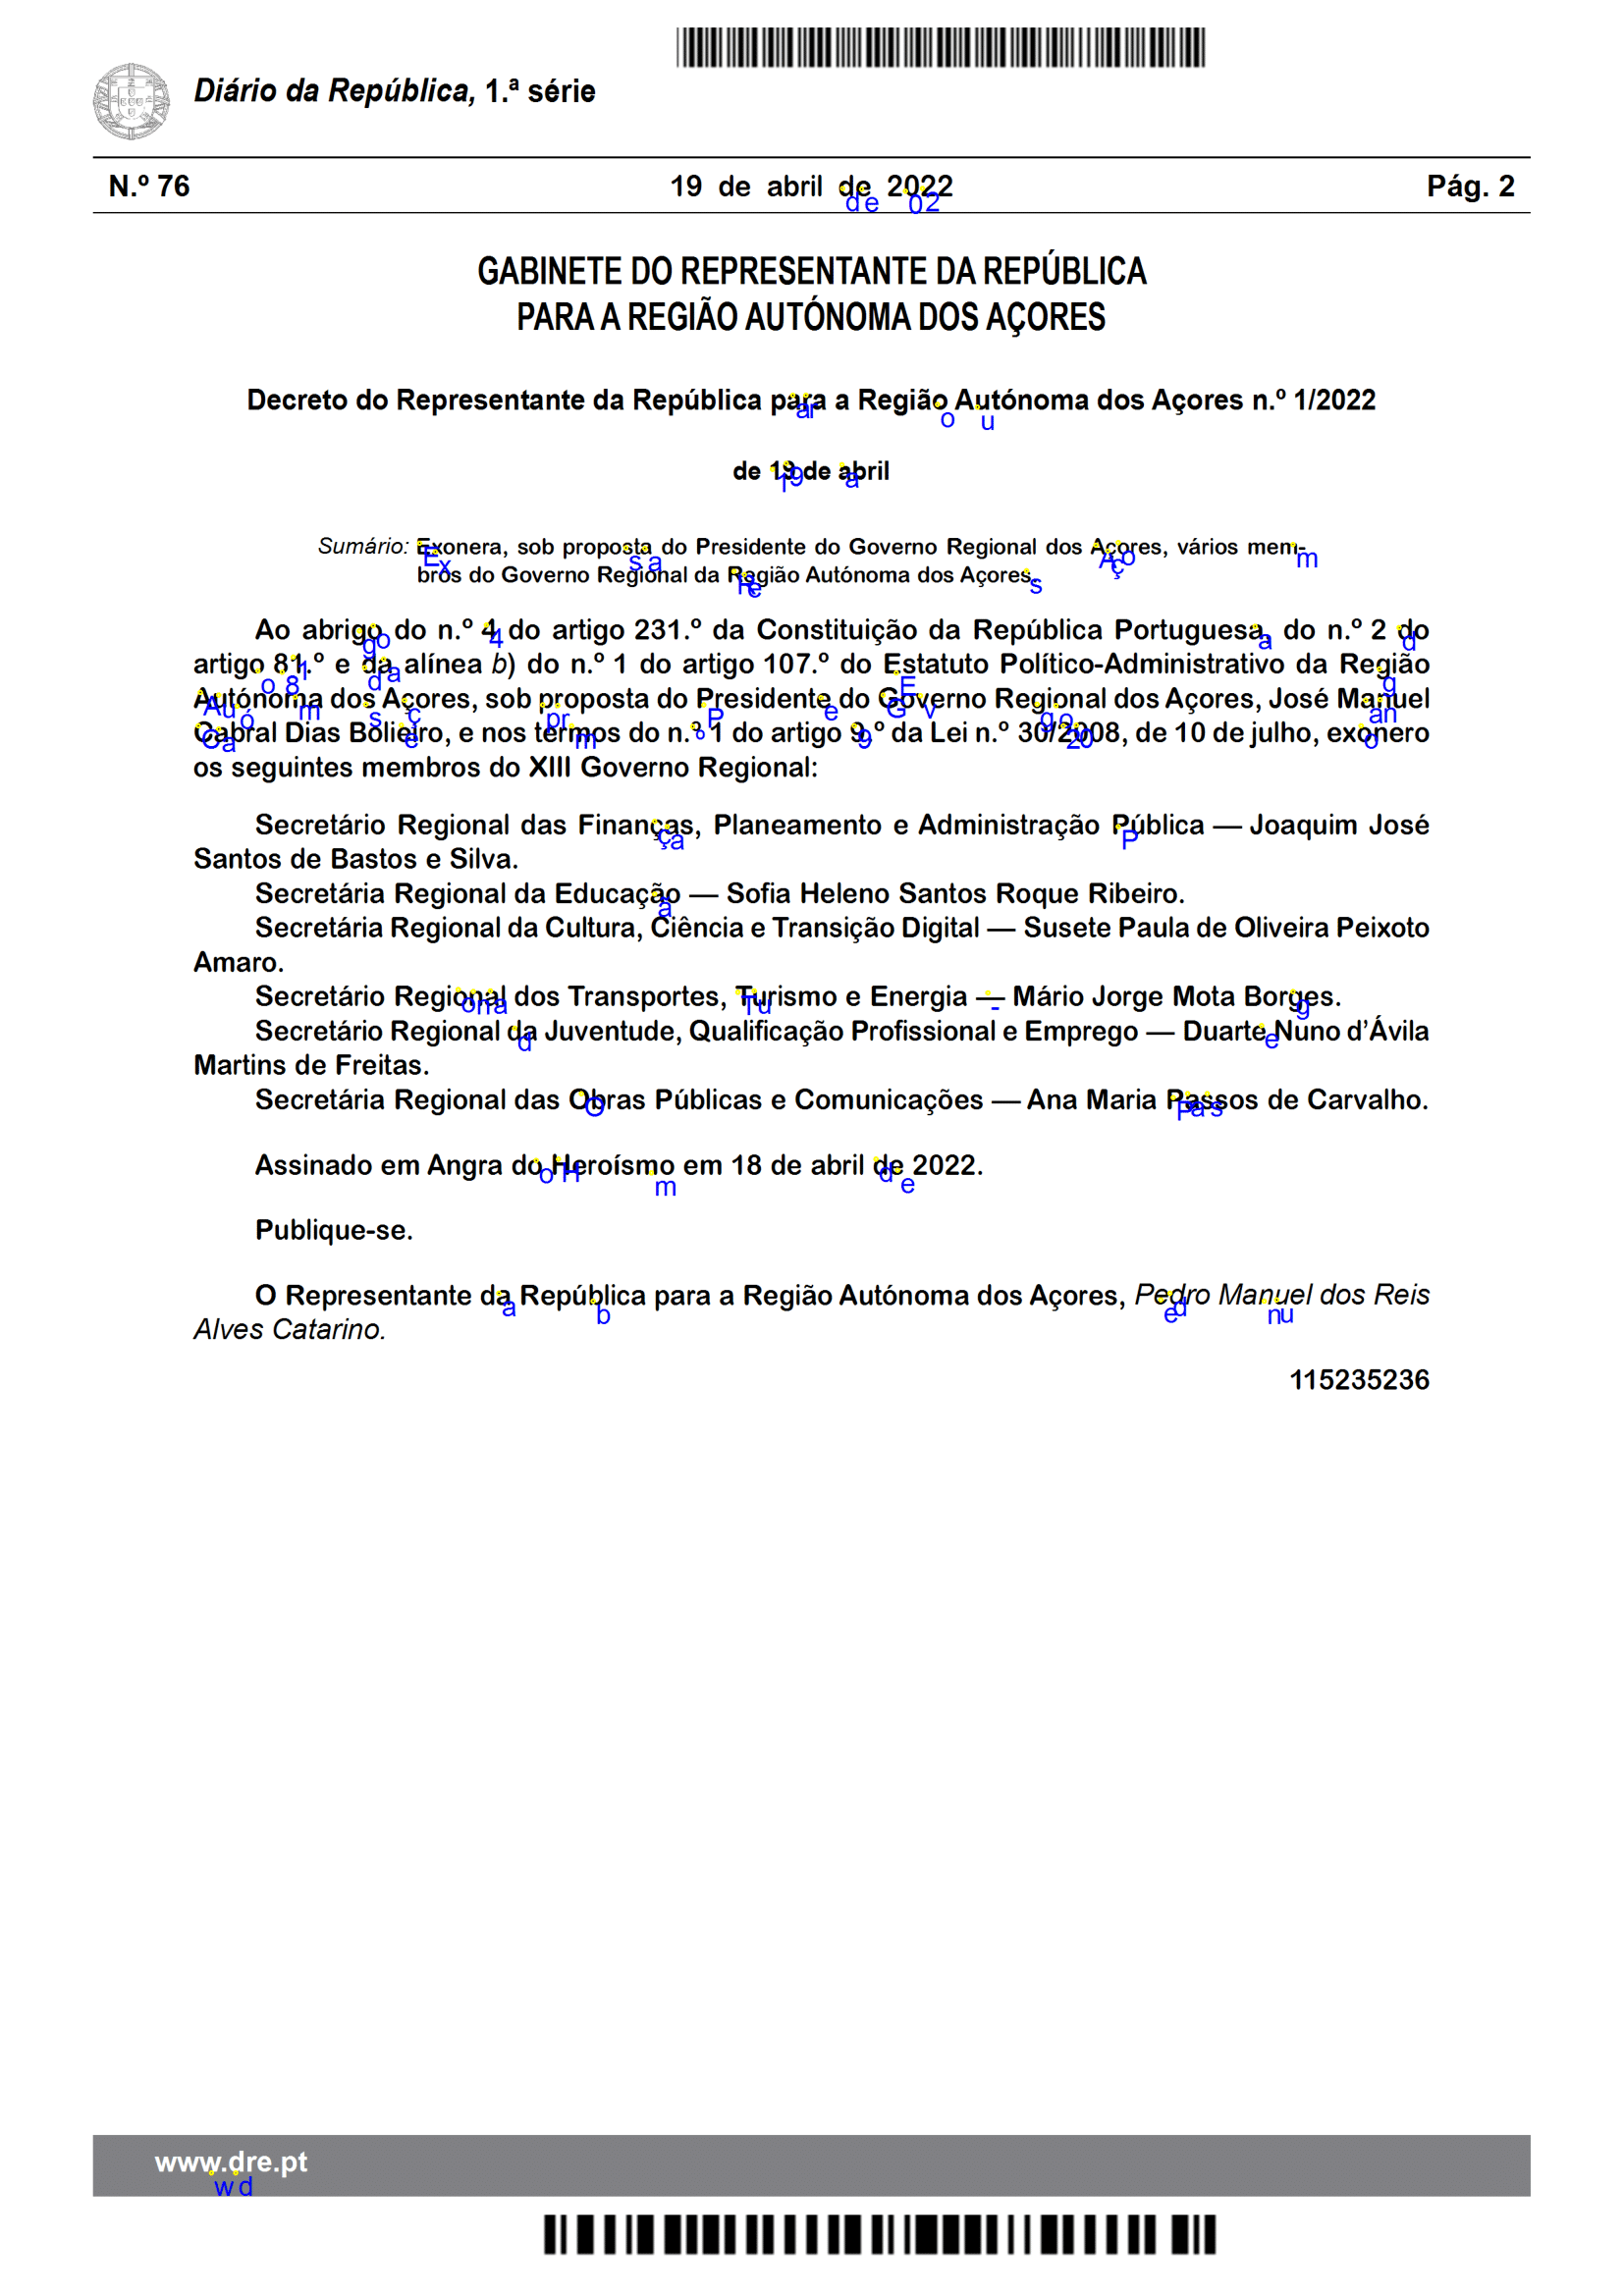 Diário da República, 1.ª série
N.º 76 19 de abril de 2022 Pág. 2
GABINETE DO REPRESENTANTE DA REPÚBLICA
PARA A REGIÃO AUTÓNOMA DOS AÇORES
Decreto do Representante da República para a Região Autónoma dos Açores n.º 1/2022
de 19 de abril
Sumário: Exonera, sob proposta do Presidente do Governo Regional dos Açores, vários mem-
bros do Governo Regional da Região Autónoma dos Açores.
Ao abrigo do n.º 4 do artigo 231.º da Constituição da República Portuguesa, do n.º 2 do
artigo 81.º e da alínea b) do n.º 1 do artigo 107.º do Estatuto Político-Administrativo da Região
Autónoma dos Açores, sob proposta do Presidente do Governo Regional dos Açores, José Manuel
Cabral Dias Bolieiro, e nos termos do n.º 1 do artigo 9.º da Lei n.º 30/2008, de 10 de julho, exonero
os seguintes membros do XIII Governo Regional:
Secretário Regional das Finanças, Planeamento e Administração Pública — Joaquim José
Santos de Bastos e Silva.
Secretária Regional da Educação — Sofia Heleno Santos Roque Ribeiro.
Secretária Regional da Cultura, Ciência e Transição Digital — Susete Paula de Oliveira Peixoto
Amaro.
Secretário Regional dos Transportes, Turismo e Energia — Mário Jorge Mota Borges.
Secretário Regional da Juventude, Qualificação Profissional e Emprego — Duarte Nuno d’Ávila
Martins de Freitas.
Secretária Regional das Obras Públicas e Comunicações — Ana Maria Passos de Carvalho.
Assinado em Angra do Heroísmo em 18 de abril de 2022.
Publique-se.
O Representante da República para a Região Autónoma dos Açores, Pedro Manuel dos Reis
Alves Catarino.
115235236
www.dre.pt